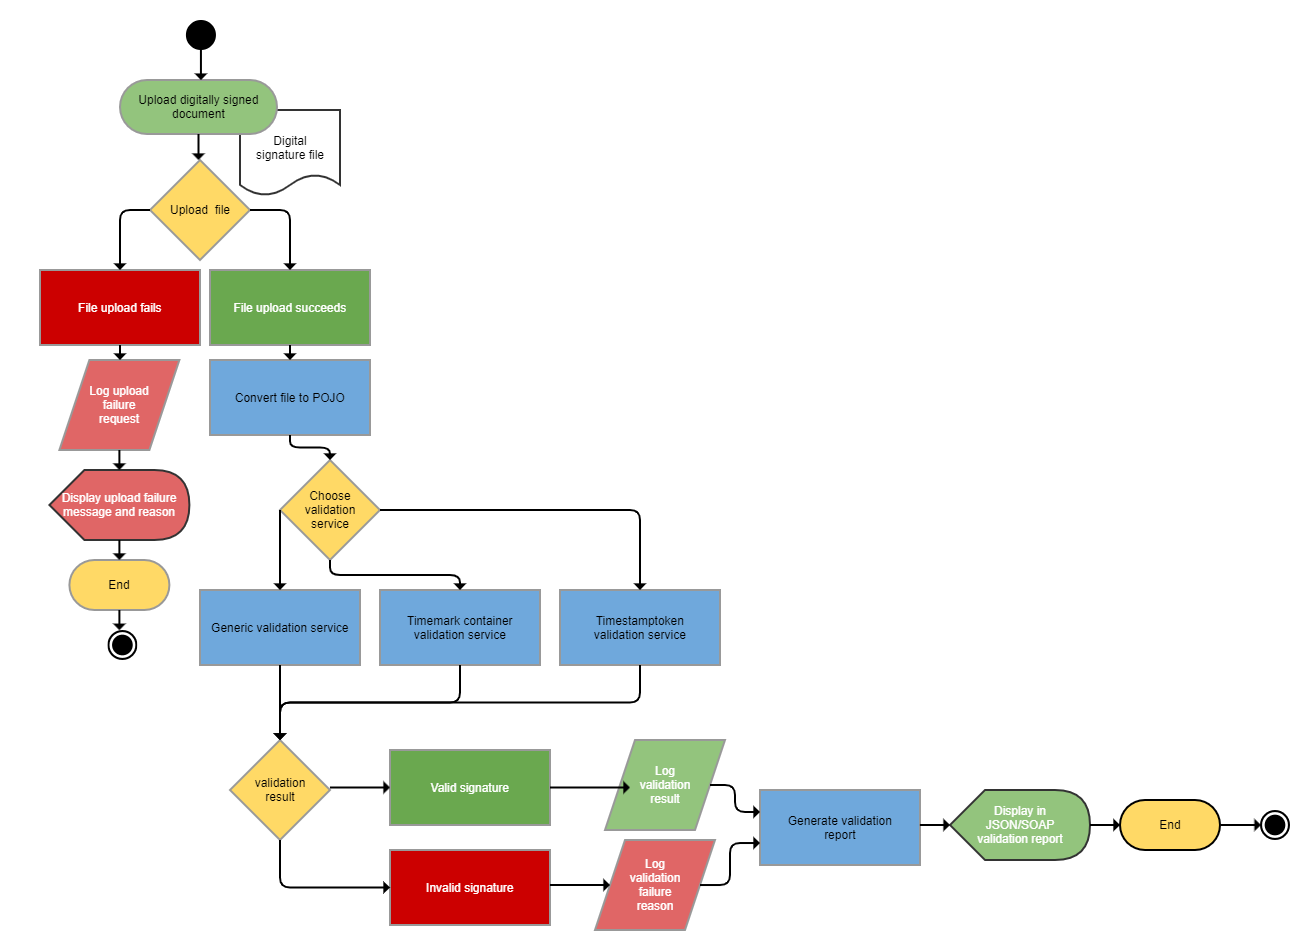 Upload digitally signed
document
Digital
signature file
Upload  file
File upload fails
File upload succeeds
Log upload
failure
request
Convert file to POJO
Display upload failure
message and reason
Choose
validation
service
End
Generic validation service
Timemark container
validation service
Timestamptoken
validation service
validation
result
Valid signature
Log
validation
result
Generate validation
report
Display in
JSON/SOAP
validation report
End
Invalid signature
Log
validation
failure
reason